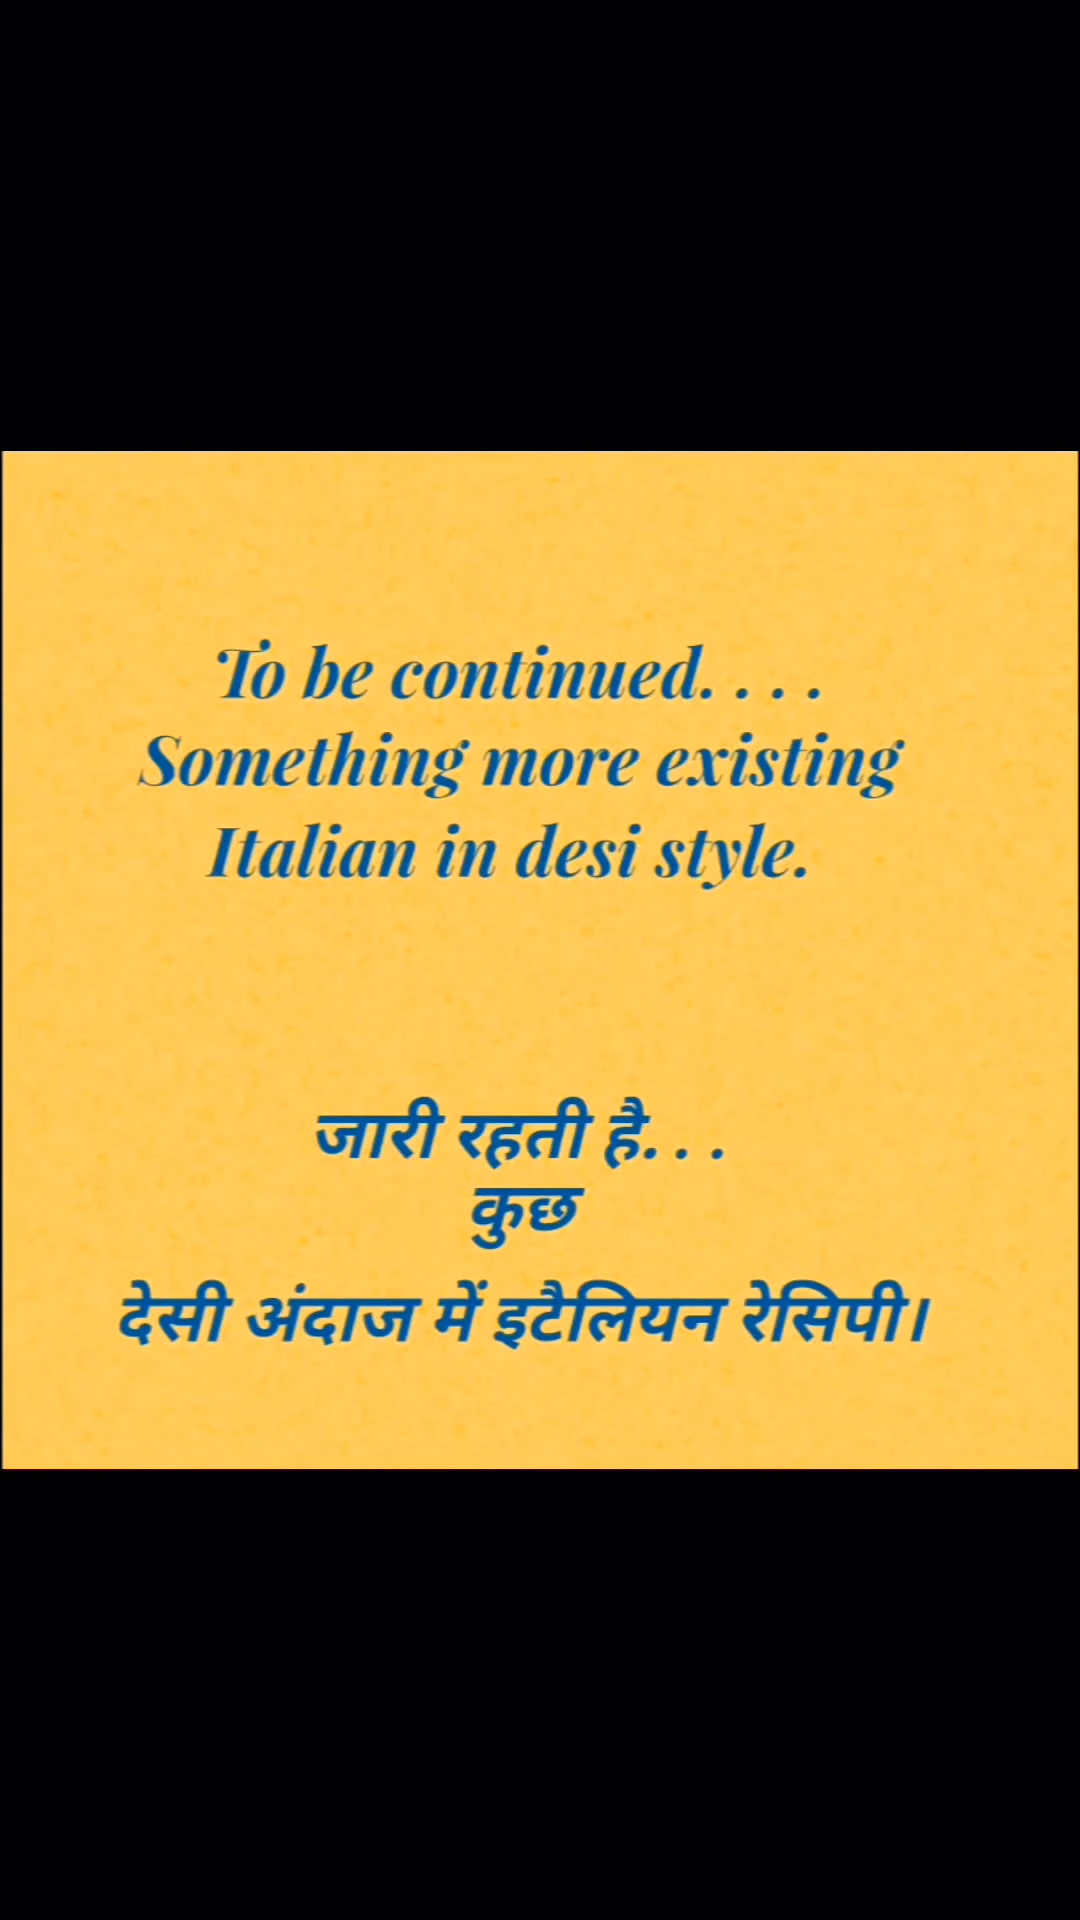 To be continued. . . .
Something more existing
Italian in desi style.
जारी रहती है. . .
कुछ
देसी अंदाज में इटैलियन रेसिपी।